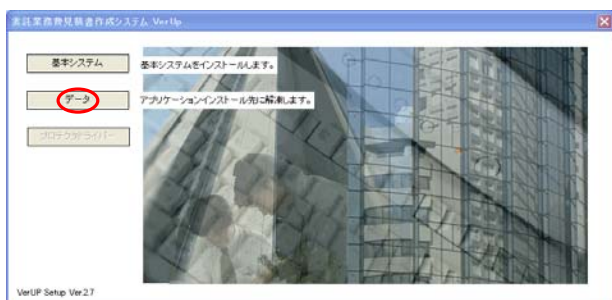 委託業務費見積書作成システム VerUp
基本システム
基本システムをインストールします。
データ
アプリケーションインストール先に解凍します。
プロテクタドライバー
VerUP Setup Ver2.7